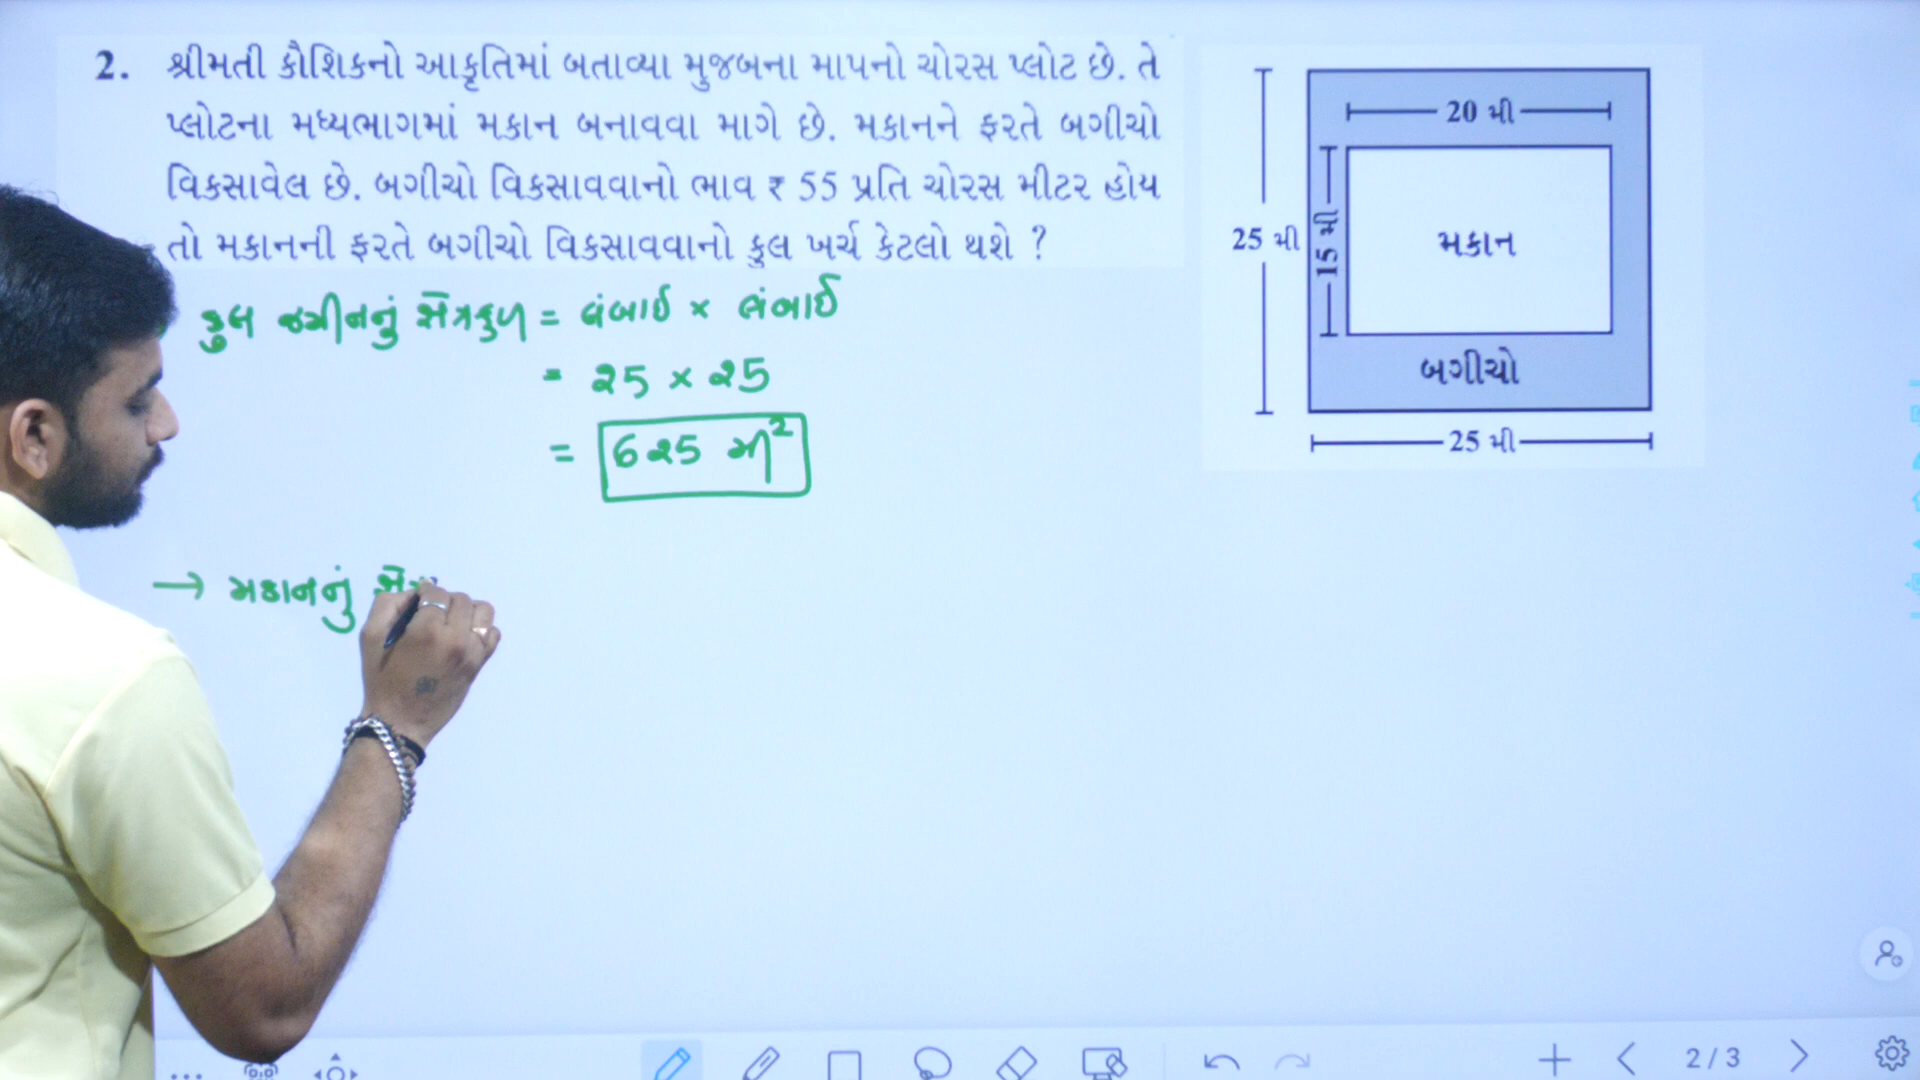 2. શ્રીમતી કૌશિકનો આકૃતિમાં બતાવ્યા મુજબના માપનો ચોરસ પ્લોટ છે. તે
પ્લોટના મધ્યભાગમાં મકાન બનાવવા માગે છે. મકાનને ફરતે બગીચો
વિકસાવેલ છે. બગીચો વિકસાવવાનો ભાવ ₹ 55 પ્રતિ ચોરસ મીટર હોય
તો મકાનની ફરતે બગીચો વિકસાવવાનો કુલ ખર્ચ કેટલો થશે ?
20 મી
25 મી
15 મી
મકાન
બગીચો
25 મી
કુલ જમીનનું ક્ષેત્રફળ = લંબાઈ × લંબાઈ
= 25 × 25
= 625 મી²
→ મકાનનું
2/3